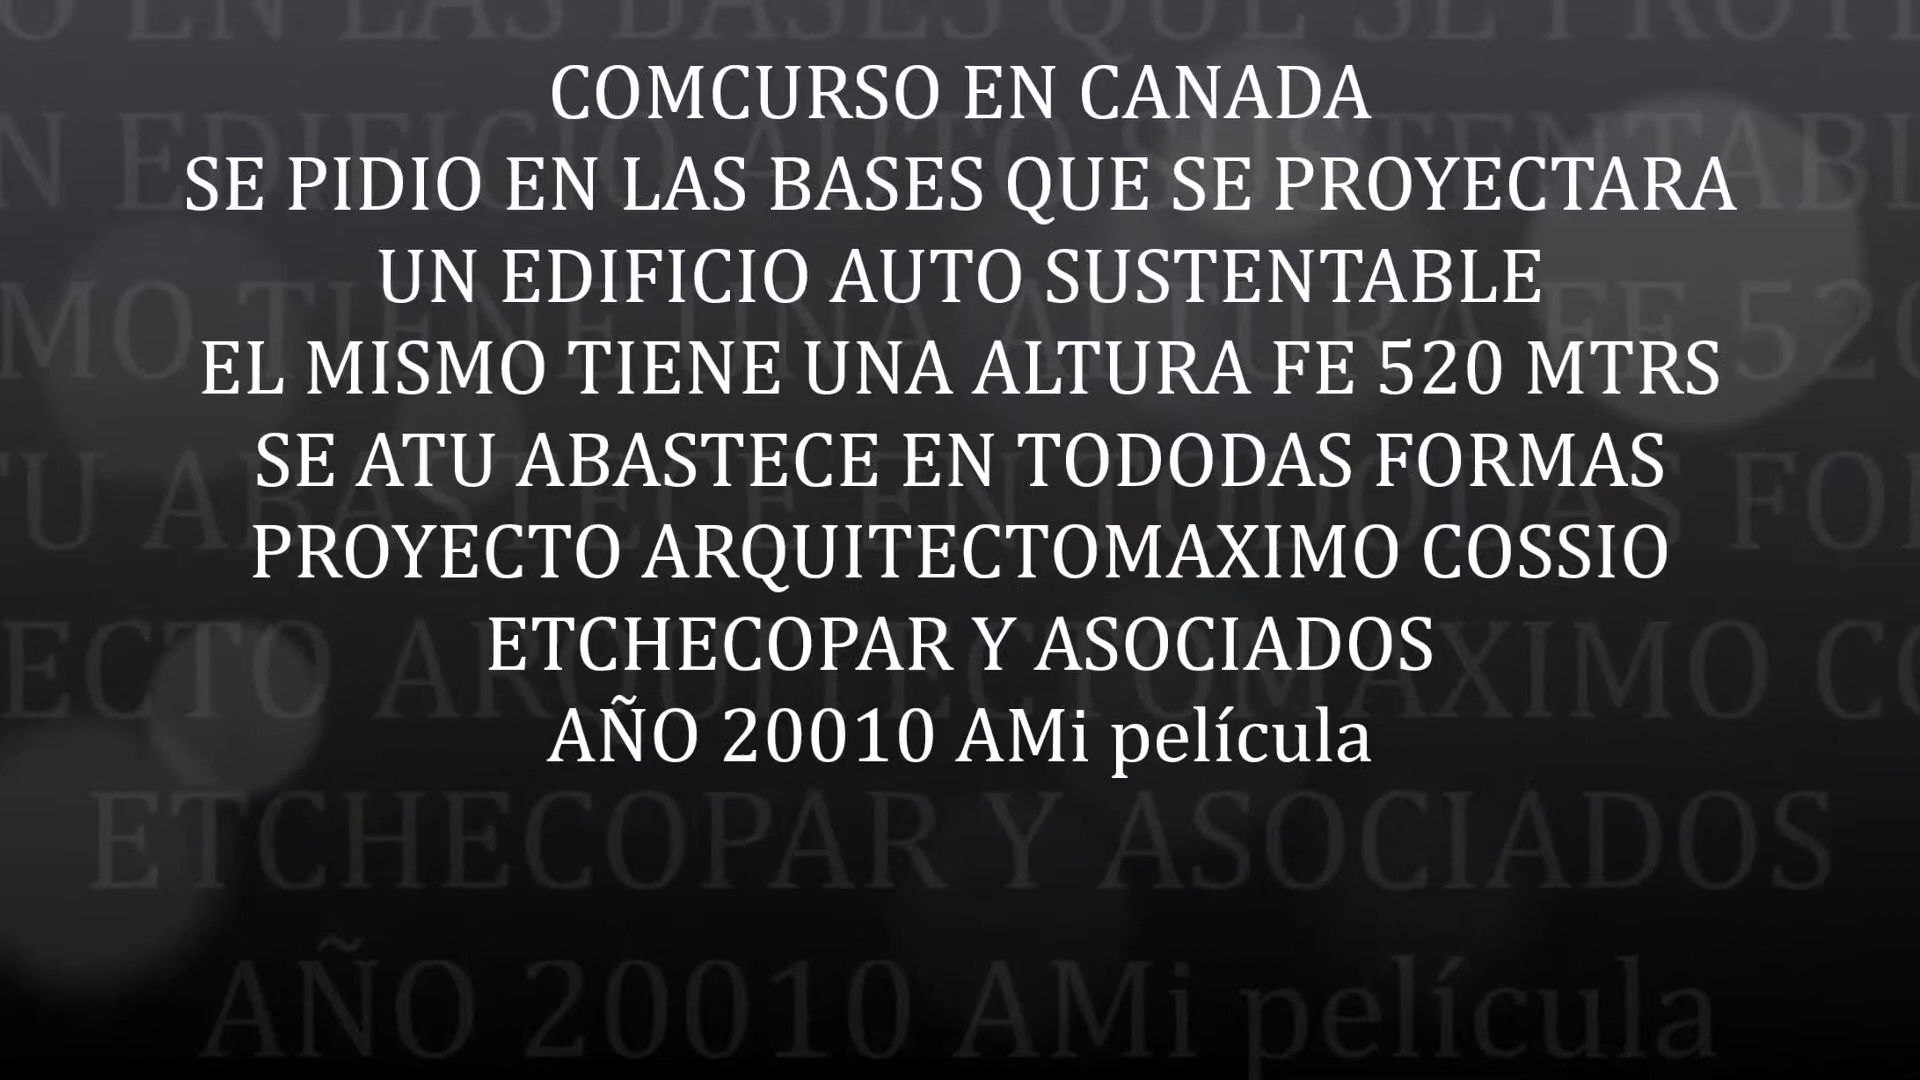 COMCURSO EN CANADA
SE PIDIO EN LAS BASES QUE SE PROYECTARA
UN EDIFICIO AUTO SUSTENTABLE
EL MISMO TIENE UNA ALTURA FE 520 MTRS
SE ATU ABASTECE EN TODODAS FORMAS
PROYECTO ARQUITECTOMAXIMO COSSIO
ETCHECOPAR Y ASOCIADOS
AÑO 20010 AMi película